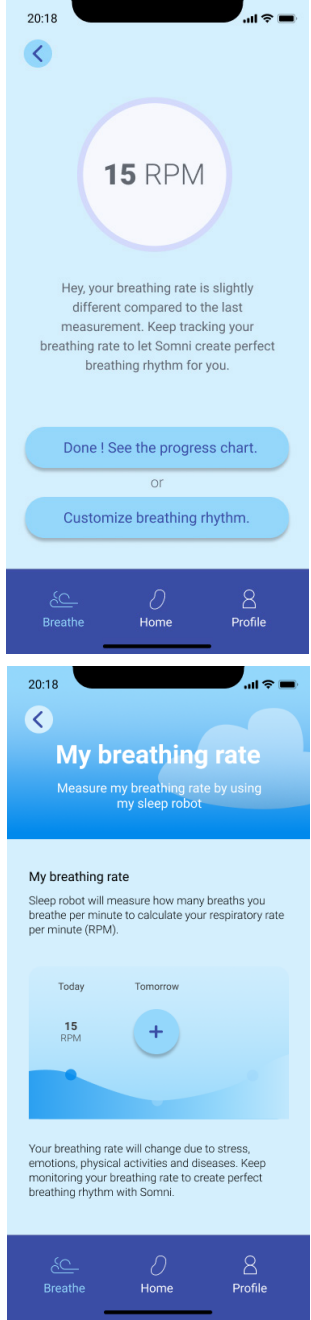 20:18
15 RPM
Hey, your breathing rate is slightly
different compared to the last
measurement. Keep tracking your
breathing rate to let Somni create perfect
breathing rhythm for you.
Done ! See the progress chart.
or
Customize breathing rhythm.
Breathe Home Profile
20:18
My breathing rate
Measure my breathing rate by using
my sleep robot
My breathing rate
Sleep robot will measure how many breaths you
breathe per minute to calculate your respiratory rate
per minute (RPM).
Today Tomorrow
15
RPM
+
Your breathing rate will change due to stress,
emotions, physical activities and diseases. Keep
monitoring your breathing rate to create perfect
breathing rhythm with Somni.
Breathe Home Profile